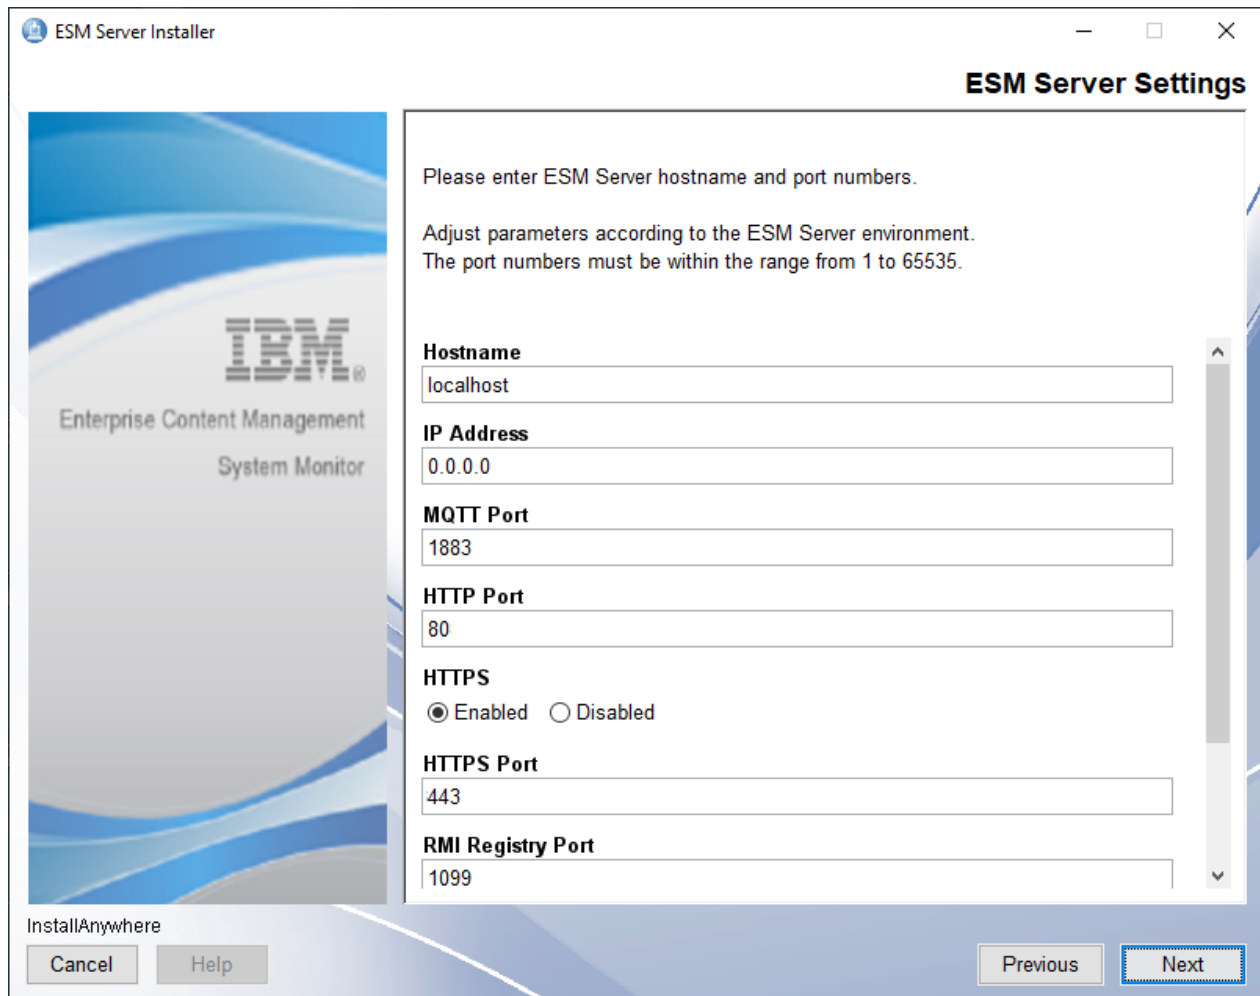 ESM Server Installer
ESM Server Settings
IBM®
Enterprise Content Management
System Monitor
Please enter ESM Server hostname and port numbers.
Adjust parameters according to the ESM Server environment.
The port numbers must be within the range from 1 to 65535.
Hostname
localhost
IP Address
0.0.0.0
MQTT Port
1883
HTTP Port
80
HTTPS
Enabled Disabled
HTTPS Port
443
RMI Registry Port
1099
InstallAnywhere
Cancel Help Previous Next